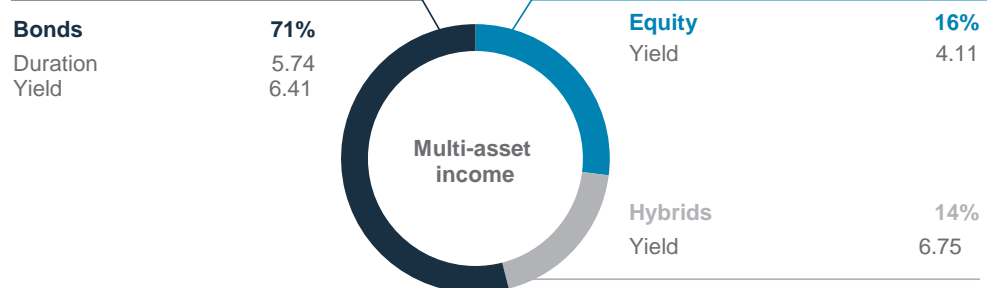 Bonds 71%
Duration 5.74
Yield 6.41
Equity 16%
Yield 4.11
Multi-asset
income
Hybrids 14%
Yield 6.75